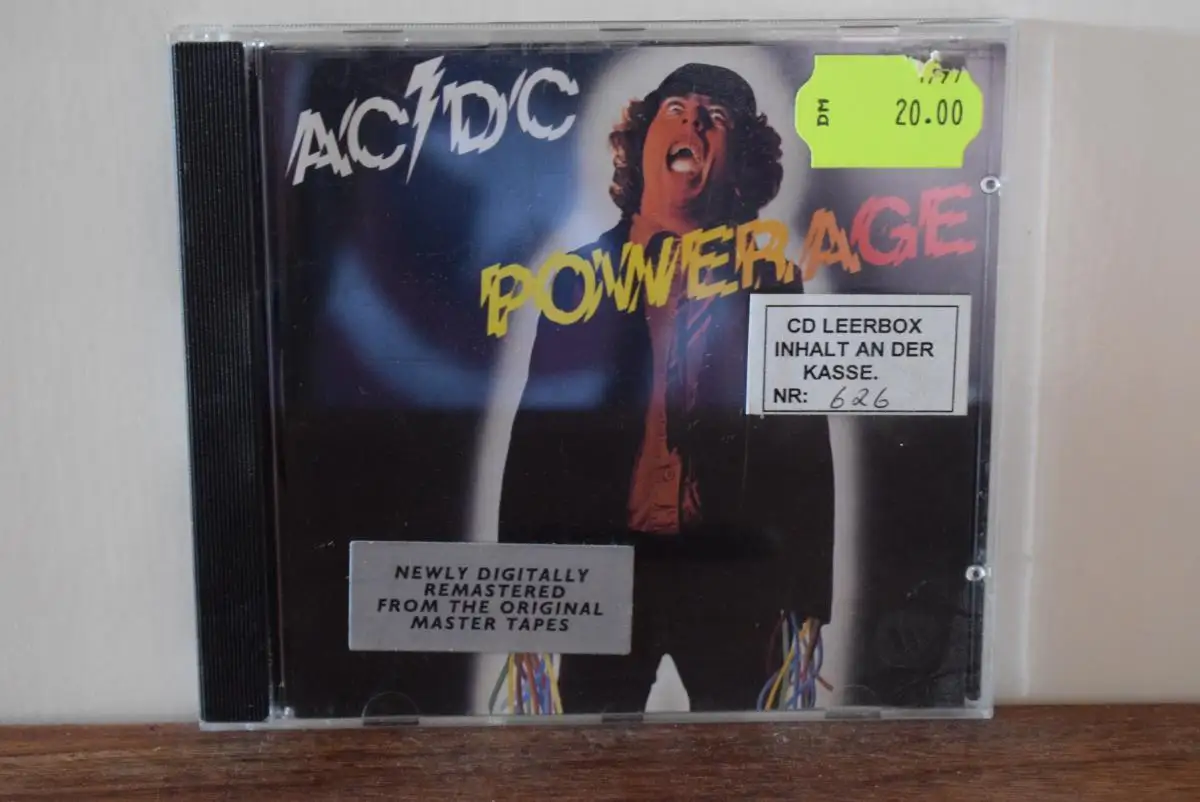 AC/DC
DM 20.00
POWERAGE
CD LEERBOX
INHALT AN DER
KASSE.
NR: 626
NEWLY DIGITALLY
REMASTERED
FROM THE ORIGINAL
MASTER TAPES